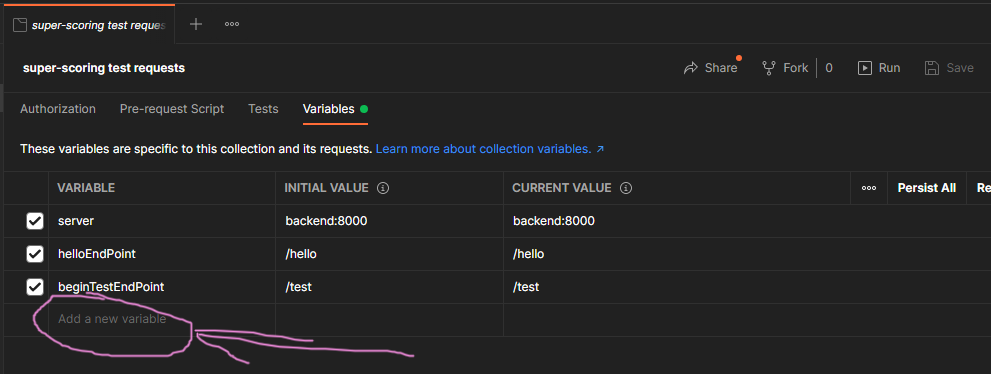 super-scoring test reques
super-scoring test requests
Share
Fork
0
Run
Save
Authorization
Pre-request Script
Tests
Variables
These variables are specific to this collection and its requests. Learn more about collection variables. ↗
VARIABLE INITIAL VALUE CURRENT VALUE Persist All Re
server backend:8000 backend:8000
helloEndPoint /hello /hello
beginTestEndPoint /test /test
Add a new variable